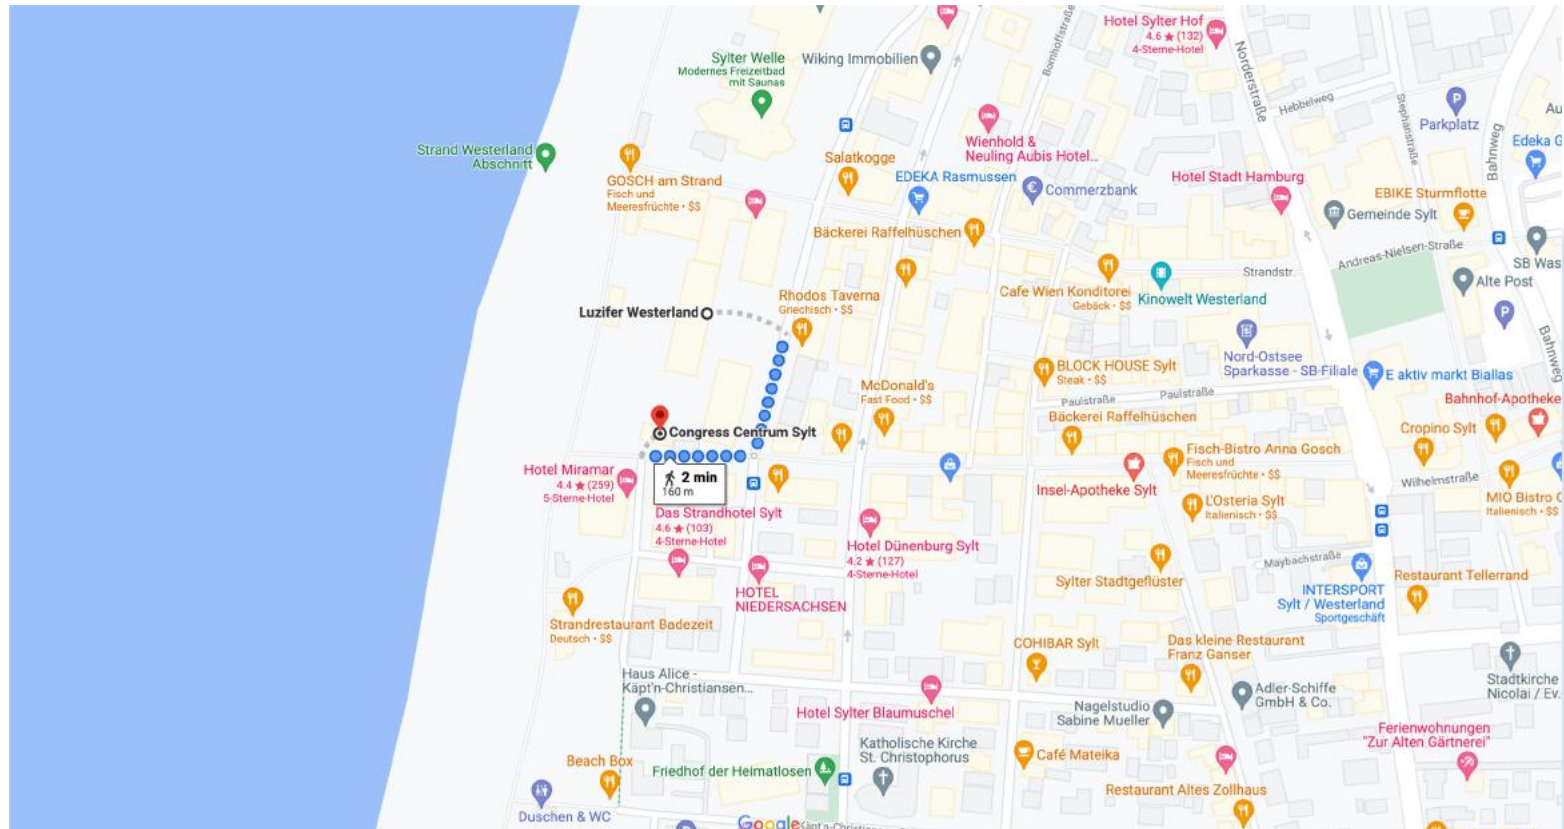 Hotel Sylter Hof
4.6 ★ (132)
4-Sterne-Hotel
Bomhoffstraße
Norderstraße
Sylter Welle
Modernes Freizeitbad
mit Saunas
Wiking Immobilien
Hebbelweg
Stephanstraße
P
Parkplatz
Bahnweg
Au
Edeka G
Strand Westerland
Abschnitt
GOSCH am Strand
Fisch und
Meeresfrüchte · $$
Salatkogge
Wienhold &
Neuling Aubis Hotel...
EDEKA Rasmussen
Commerzbank
Hotel Stadt Hamburg
EBIKE Sturmflotte
Gemeinde Sylt
Bäckerei Raffelhüschen
Andreas-Nielsen-Straße
SB Was
Strandstr.
Alte Post
Cafe Wien Konditorei
Gebäck · $$
Kinowelt Westerland
Rhodos Taverna
Griechisch · $$
Luzifer Westerland
P
Bahnweg
Nord-Ostsee
Sparkasse - SB-Filiale
BLOCK HOUSE Sylt
Steak · $$
E aktiv markt Biallas
McDonald's
Fast Food · $$
Paulstraße
Paulstraße
Bahnhof-Apotheke
Bäckerei Raffelhüschen
Cropino Sylt
Congress Centrum Sylt
Fisch-Bistro Anna Gosch
Fisch und
Meeresfrüchte · $$
Hotel Miramar
4.4 ★ (259)
5-Sterne-Hotel
2 min
160 m
Insel-Apotheke Sylt
Wilhelmstraße
L'Osteria Sylt
Italienisch · $$
MIO Bistro C
Italienisch · $$
Das Strandhotel Sylt
4.6 ★ (103)
4-Sterne-Hotel
Hotel Dünenburg Sylt
4.2 ★ (127)
4-Sterne-Hotel
Maybachstraße
Sylter Stadtgeflüster
HOTEL
NIEDERSACHSEN
INTERSPORT
Sylt / Westerland
Sportgeschäft
Restaurant Tellerrand
Strandrestaurant Badezeit
Deutsch · $$
COHIBAR Sylt
Das kleine Restaurant
Franz Ganser
Haus Alice -
Käpt'n-Christiansen...
Stadtkirche
Nicolai / Ev.
Adler-Schiffe
GmbH & Co.
Hotel Sylter Blaumuschel
Nagelstudio
Sabine Mueller
Ferienwohnungen
"Zur Alten Gärtnerei"
Katholische Kirche
St. Christophorus
Beach Box
Friedhof der Heimatlosen
Café Mateika
Restaurant Altes Zollhaus
Duschen & WC
Google